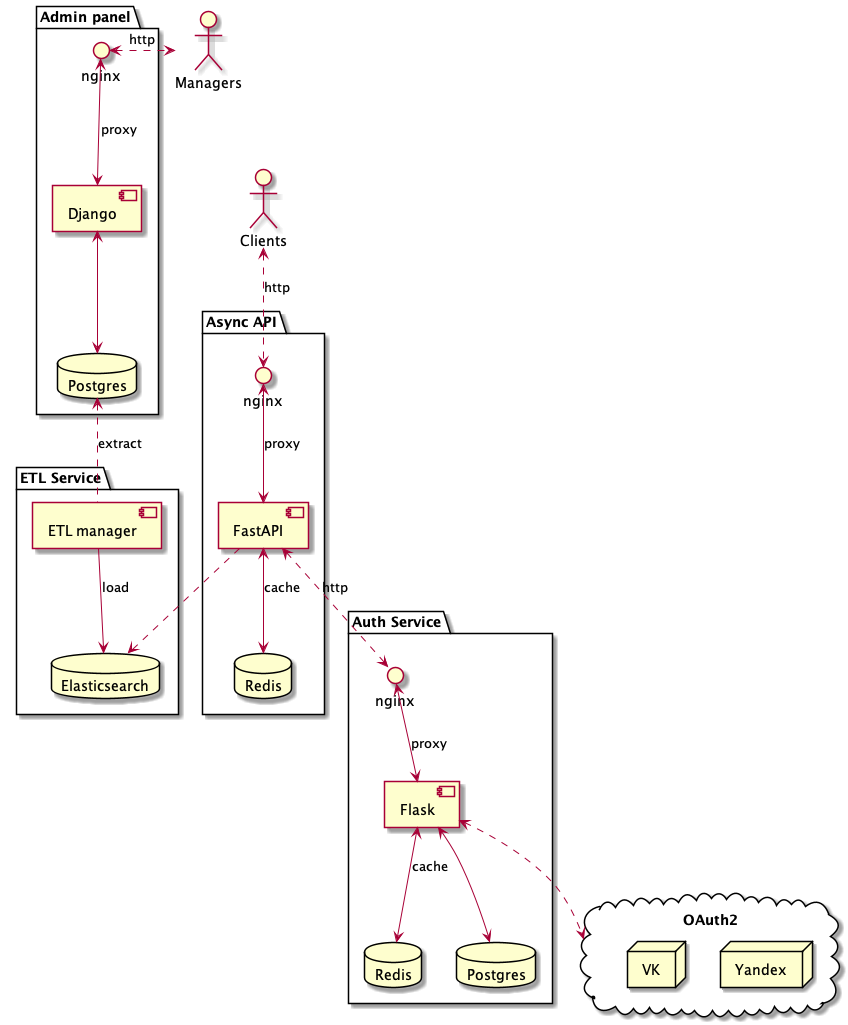 Admin panel
http
nginx
Managers
proxy
Django
Clients
http
Async API
Postgres
nginx
extract
proxy
ETL Service
ETL manager
FastAPI
load
cache
http
Auth Service
Elasticsearch
Redis
nginx
proxy
Flask
cache
OAuth2
Redis
Postgres
VK
Yandex